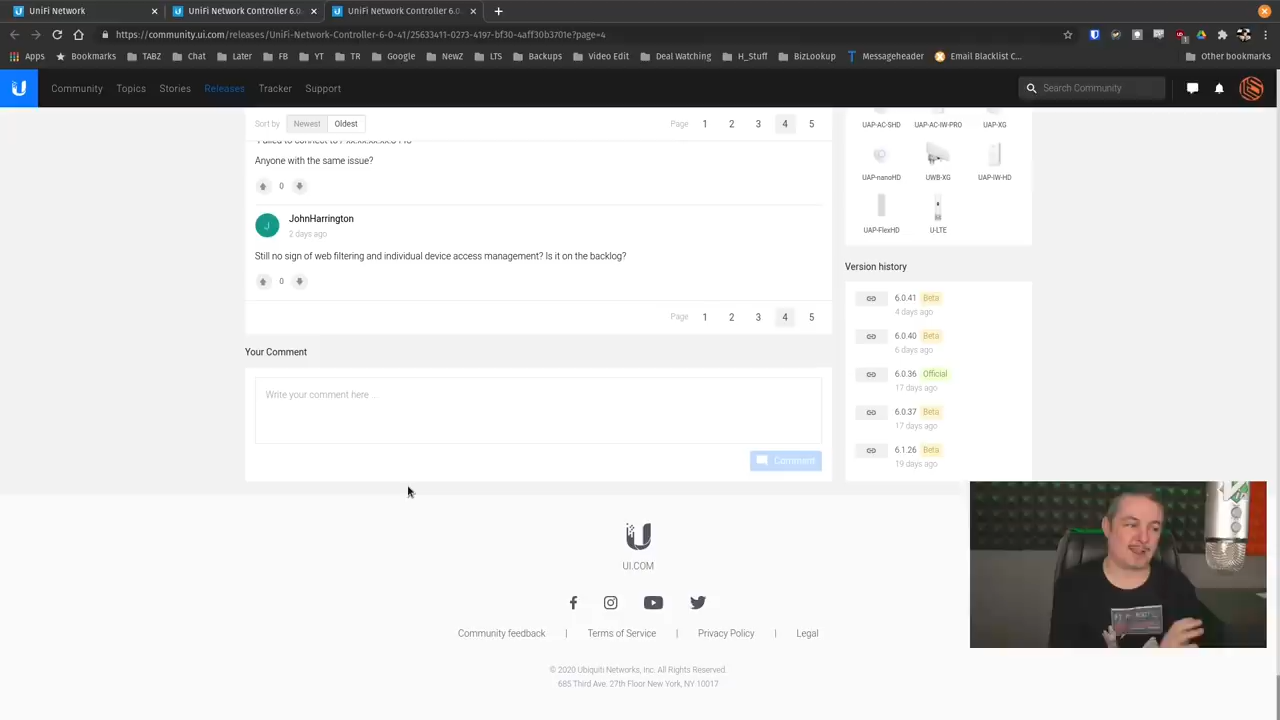 UniFi Network
UniFi Network Controller 6.0.
UniFi Network Controller 6.0.
https://community.ui.com/releases/UniFi-Network-Controller-6-0-41/25633411-0273-4197-bf30-4aff30b3701e?page=4
Apps
Bookmarks
TABZ
Chat
Later
FB
YT
TR
Google
NewZ
LTS
Backups
Video Edit
Deal Watching
H_Stuff
BizLookup
Messageheader
Email Blacklist C...
Other bookmarks
Community
Topics
Stories
Releases
Tracker
Support
Search Community
Sort by
Newest
Oldest
Page 1 2 3 4 5
Anyone with the same issue?
0
J
JohnHarrington
2 days ago
Still no sign of web filtering and individual device access management? Is it on the backlog?
0
Page 1 2 3 4 5
Your Comment
Write your comment here ...
Comment
UAP-AC-SHD
UAP-AC-IW-PRO
UAP-XG
UAP-nanoHD
UWB-XG
UAP-IW-HD
UAP-FlexHD
U-LTE
Version history
6.0.41 Beta
4 days ago
6.0.40 Beta
6 days ago
6.0.36 Official
17 days ago
6.0.37 Beta
17 days ago
6.1.26 Beta
19 days ago
UI.COM
Community feedback | Terms of Service | Privacy Policy | Legal
© 2020 Ubiquiti Networks, Inc. All Rights Reserved.
685 Third Ave. 27th Floor New York, NY 10017